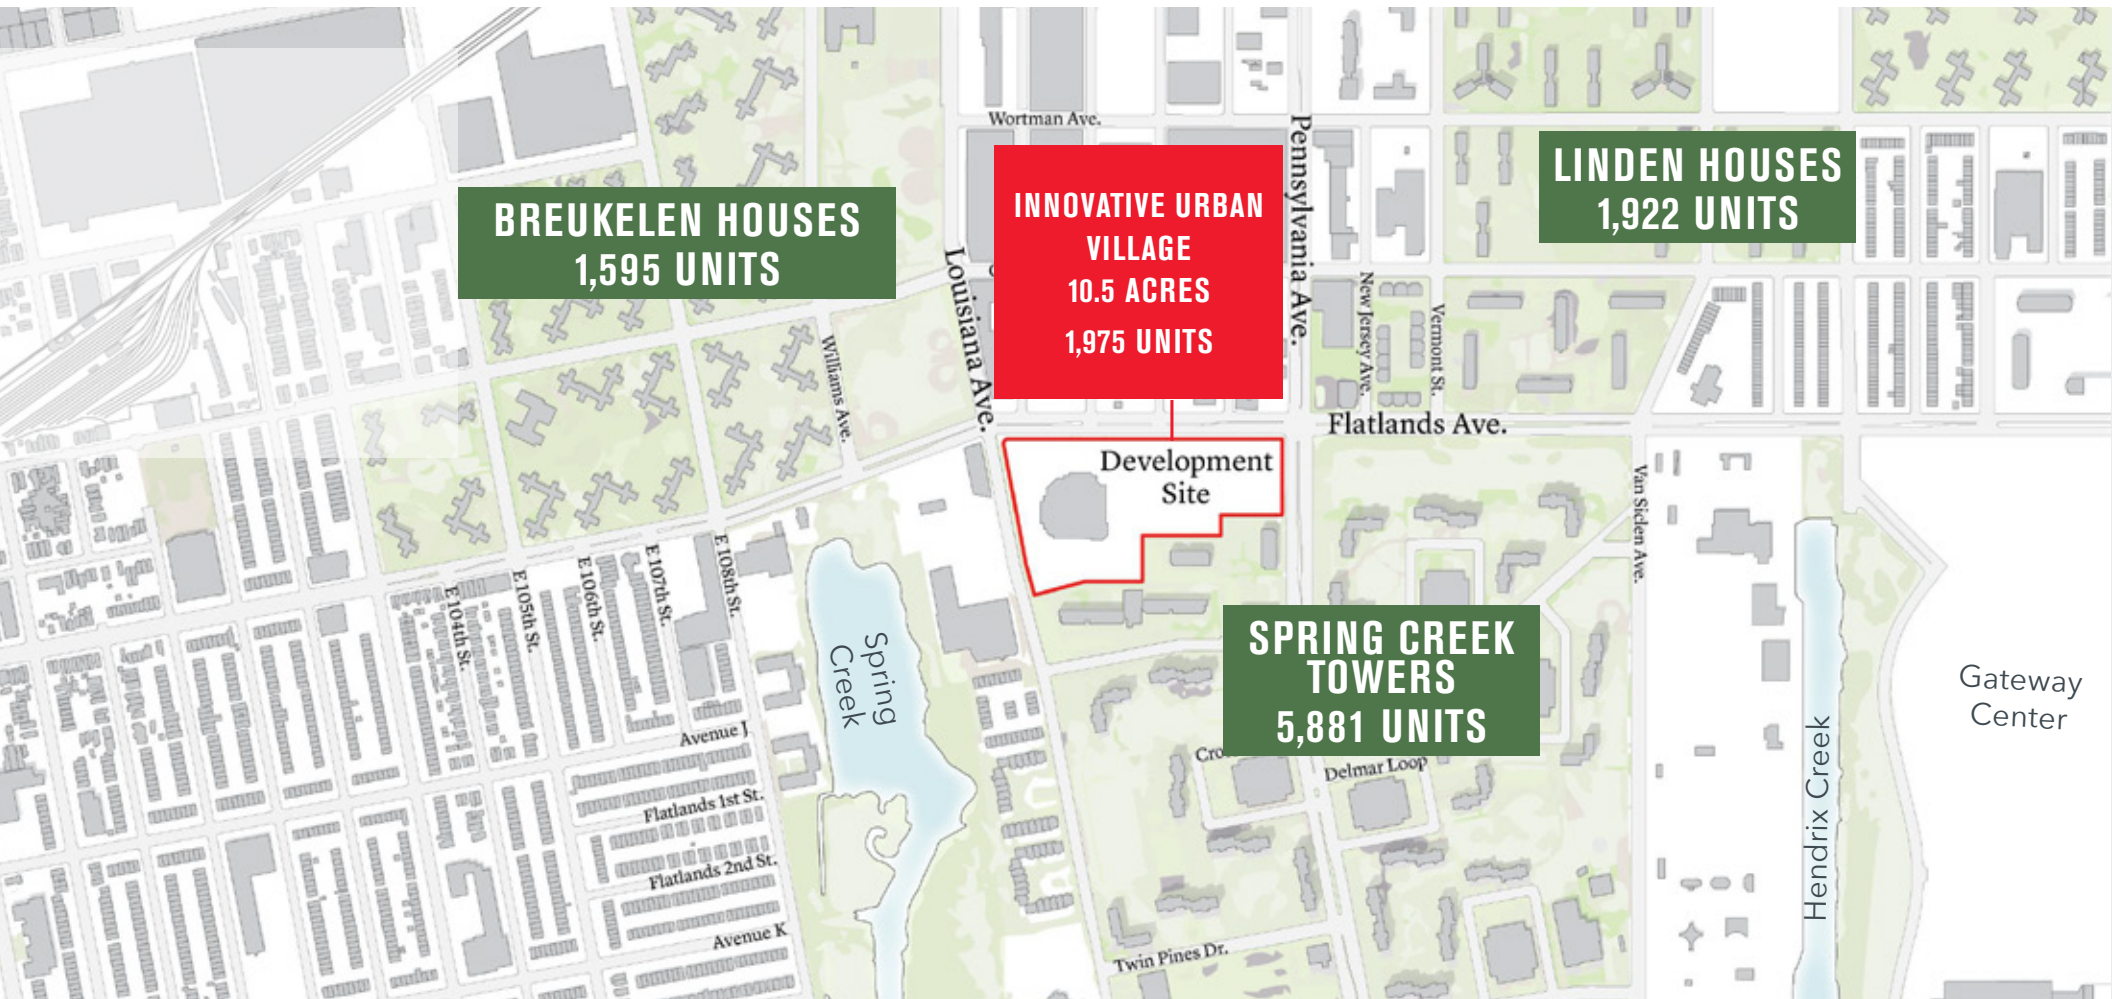 Wortman Ave.
Pennsylvania Ave.
LINDEN HOUSES
1,922 UNITS
BREUKELEN HOUSES
1,595 UNITS
INNOVATIVE URBAN
VILLAGE
10.5 ACRES
1,975 UNITS
Louisiana Ave.
Williams Ave.
New Jersey Ave.
Vermont St.
Flatlands Ave.
Development
Site
Van Siclen Ave.
E 104th St.
E 105th St.
E 106th St.
E 107th St.
E 108th St.
Spring
Creek
SPRING CREEK
TOWERS
5,881 UNITS
Gateway
Center
Hendrix Creek
Avenue J
Cro
Delmar Loop
Flatlands 1st St.
Flatlands 2nd St.
Avenue K
Twin Pines Dr.